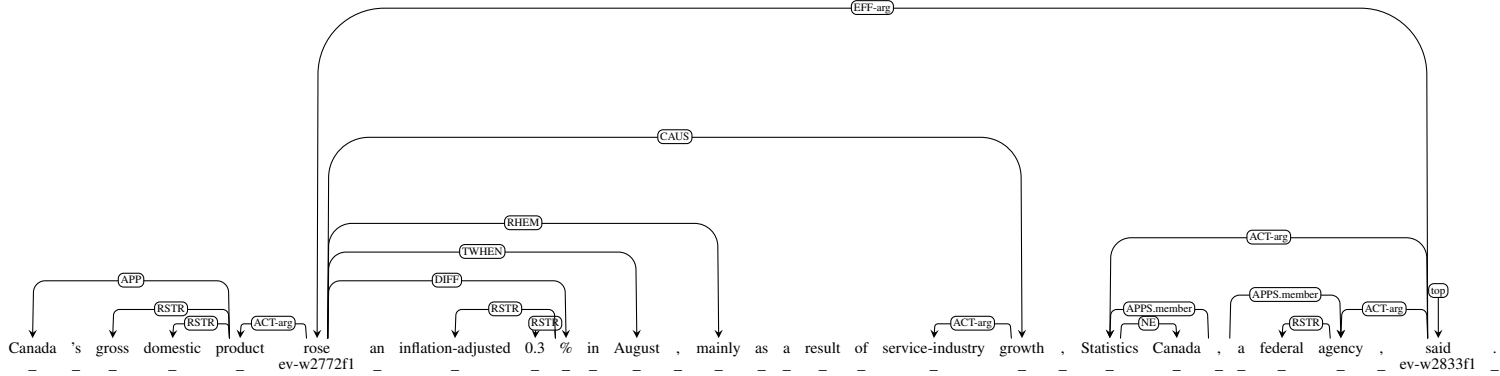 EFF-arg
CAUS
RHEM
ACT-arg
TWHEN
APP DIFF top
RSTR RSTR APPS.member APPS.member ACT-arg
RSTR ACT-arg RSTR ACT-arg NE RSTR
Canada 's gross domestic product rose an inflation-adjusted 0.3 % in August , mainly as a result of service-industry growth , Statistics Canada , a federal agency , said .
ev-w2772f1 ev-w2833f1
_ _ _ _ _ _ _ _ _ _ _ _ _ _ _ _ _ _ _ _ _ _ _ _ _ _ _ _